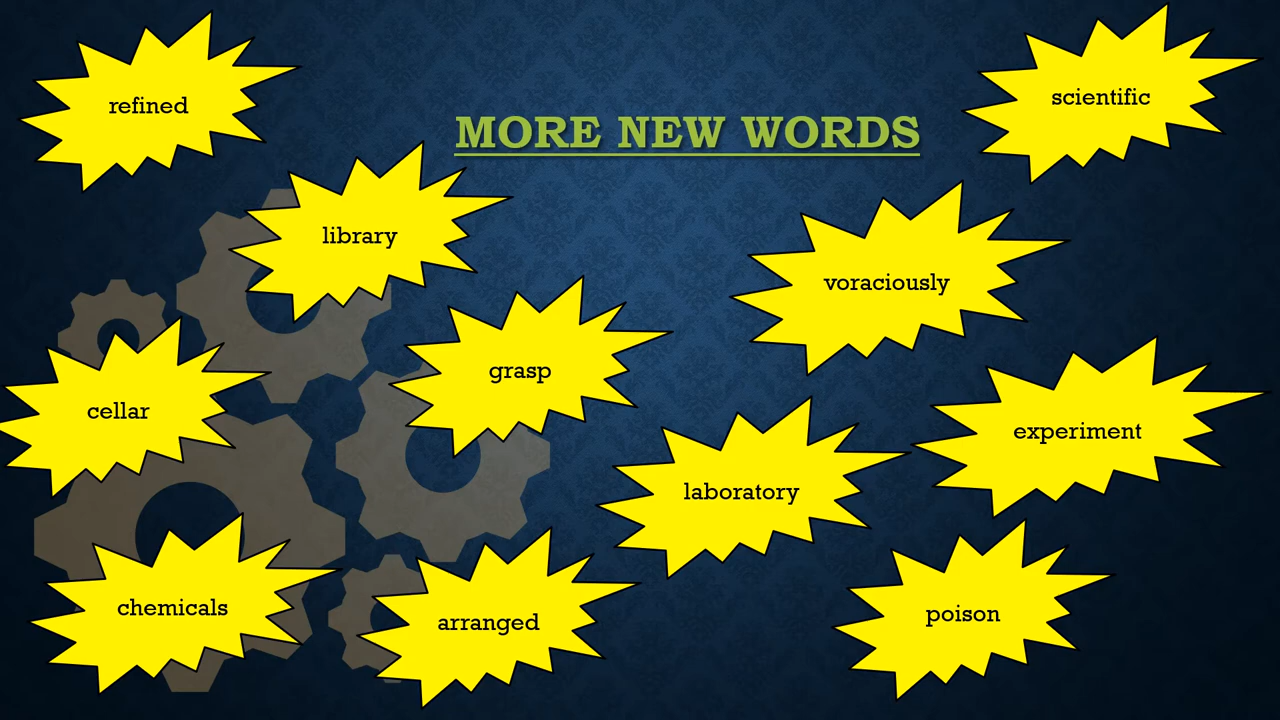 refined
scientific
MORE NEW WORDS
library
voraciously
grasp
cellar
experiment
laboratory
chemicals
arranged
poison